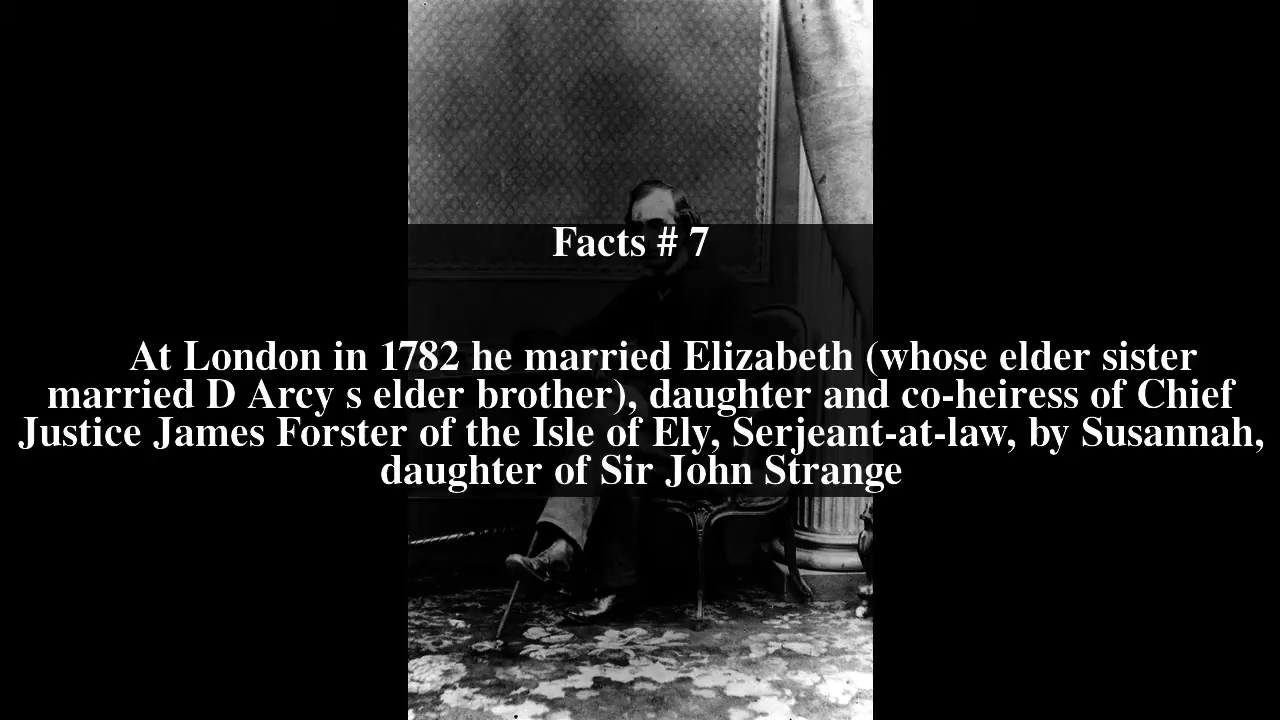 Facts # 7
At London in 1782 he married Elizabeth (whose elder sister
married D Arcy s elder brother), daughter and co-heiress of Chief
Justice James Forster of the Isle of Ely, Serjeant-at-law, by Susannah,
daughter of Sir John Strange